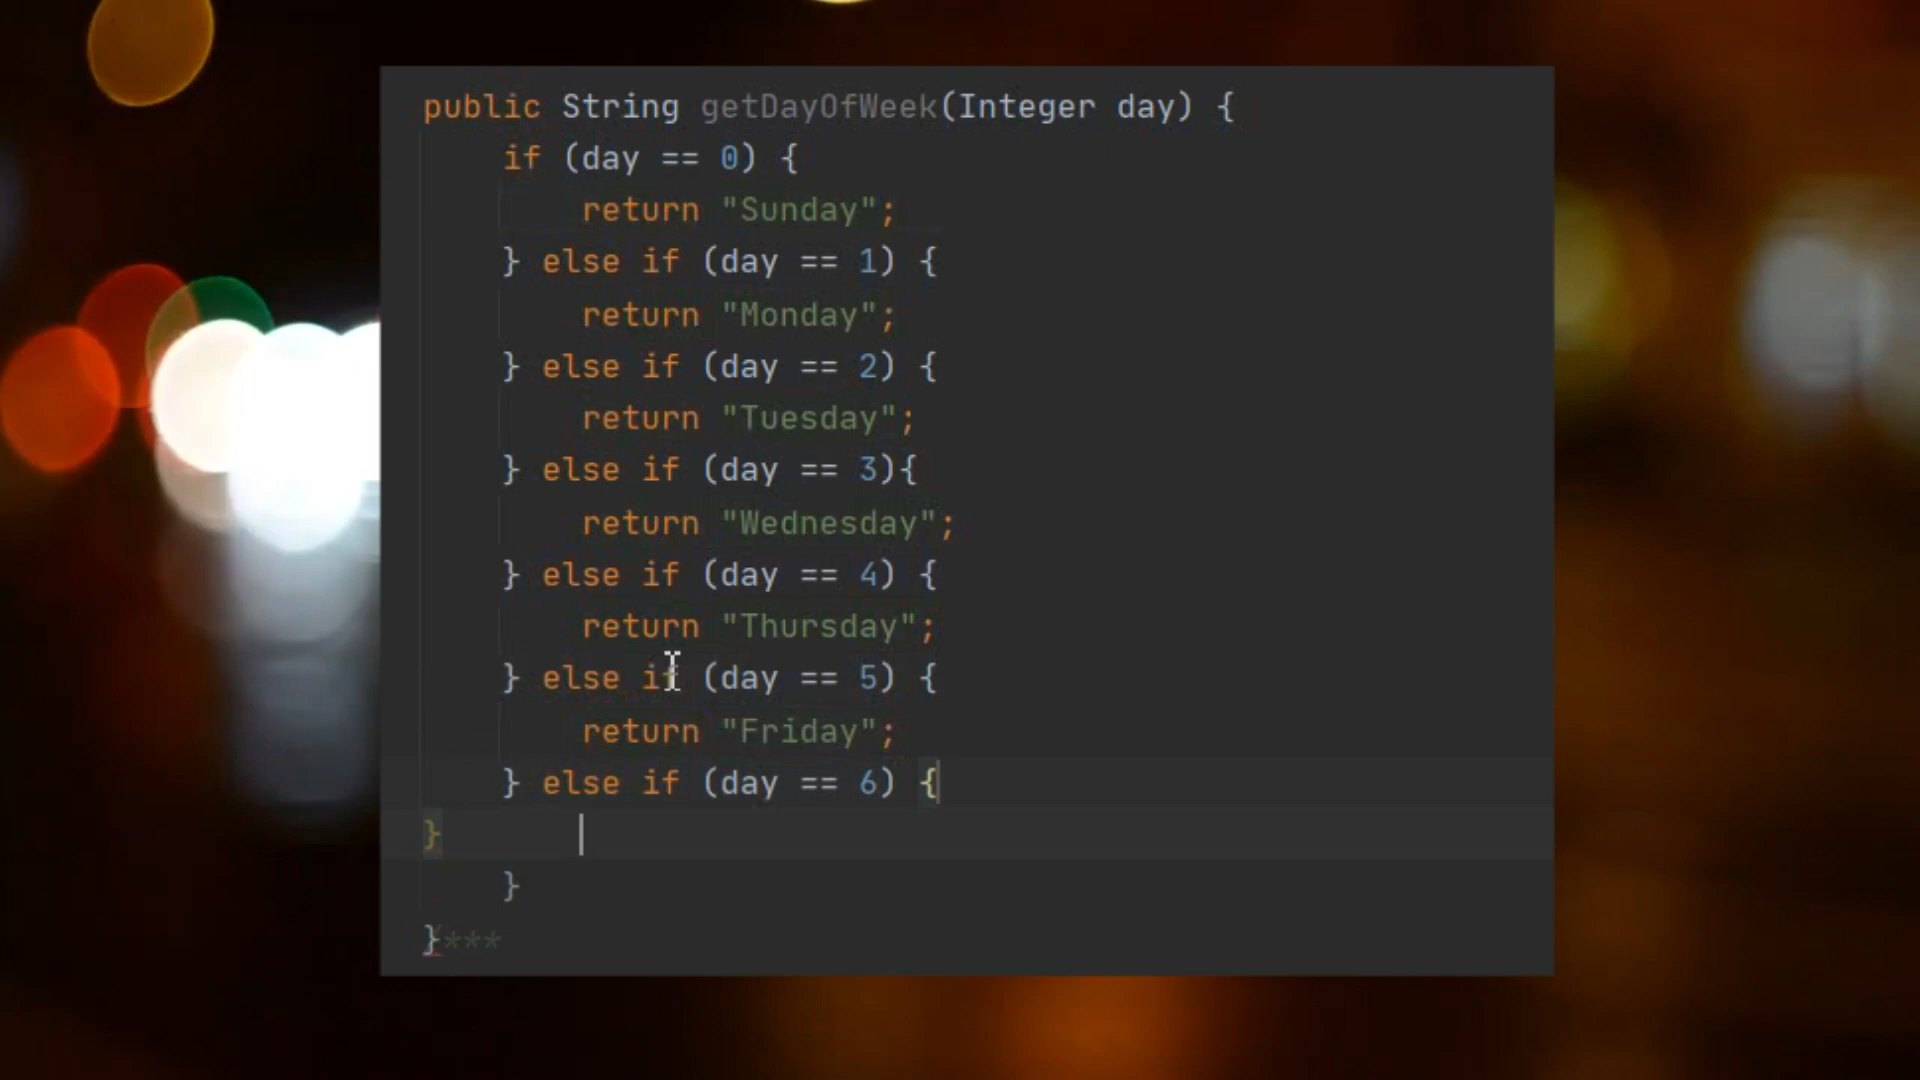 public String getDayOfWeek(Integer day) {
if (day == 0) {
return "Sunday";
} else if (day == 1) {
return "Monday";
} else if (day == 2) {
return "Tuesday";
} else if (day == 3){
return "Wednesday";
} else if (day == 4) {
return "Thursday";
} else if (day == 5) {
return "Friday";
} else if (day == 6) {
}
}
}***